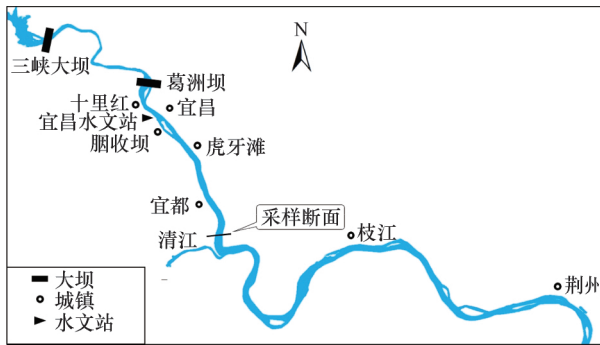 N
三峡大坝
葛洲坝
十里红
宜昌
宜昌水文站
胭收坝
虎牙滩
宜都
采样断面
清江
枝江
荆州
大坝
城镇
水文站